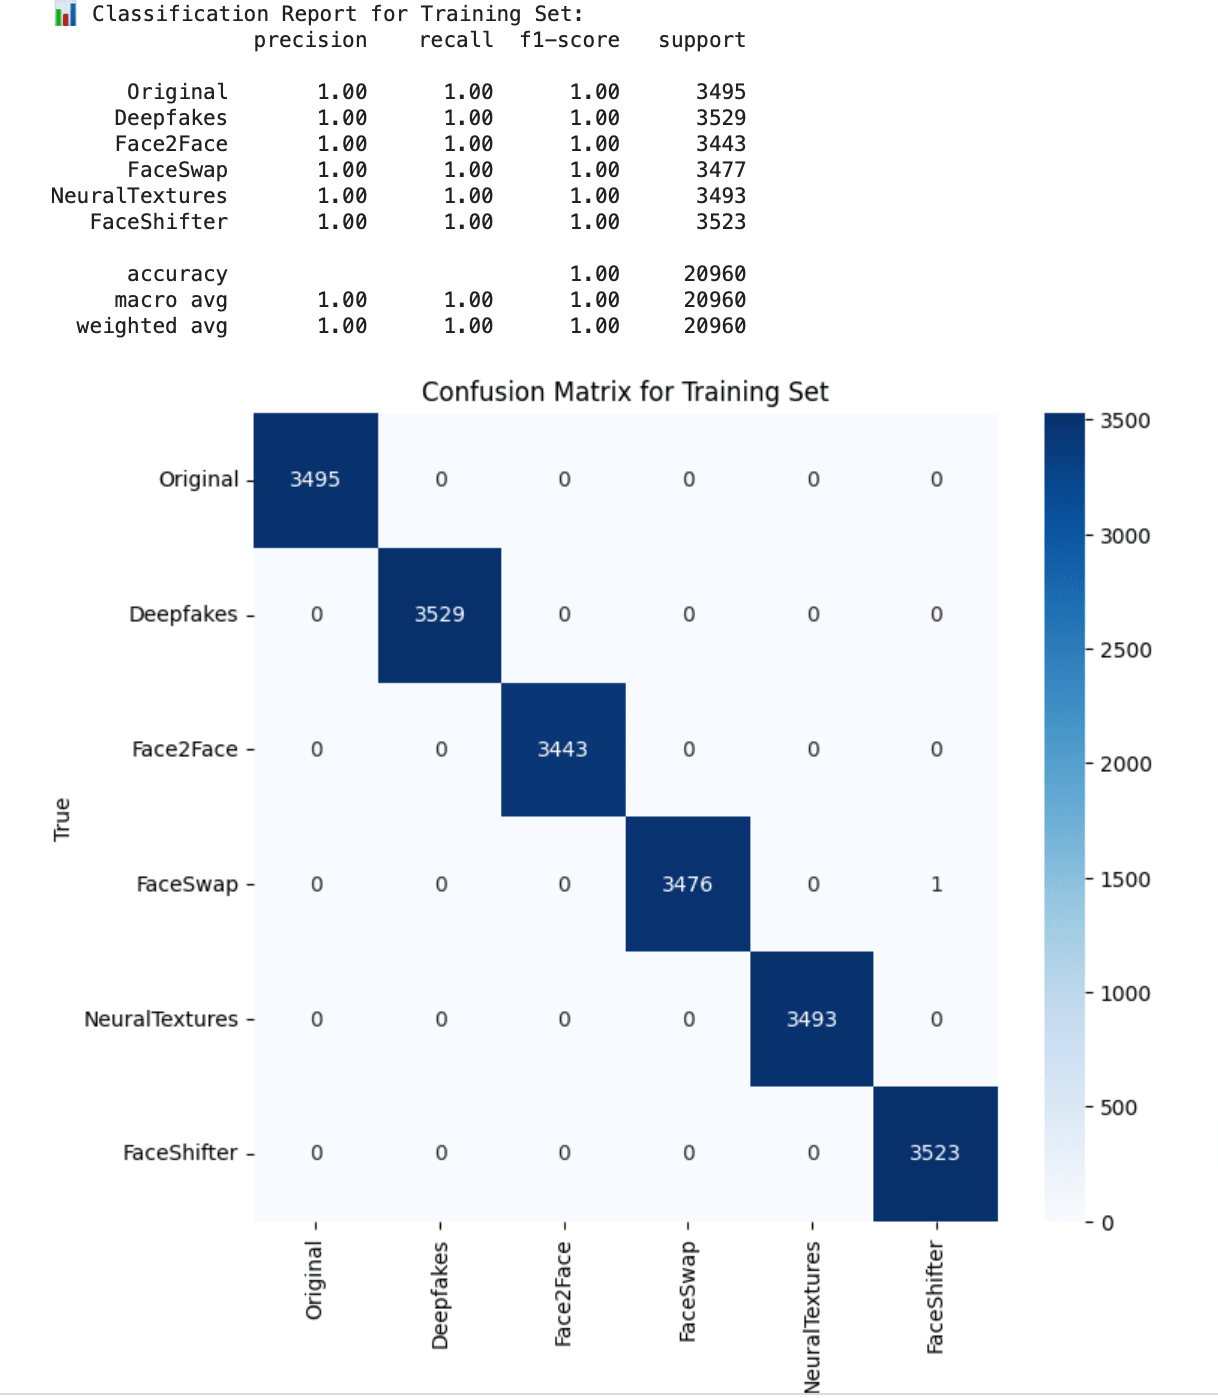 📊 Classification Report for Training Set:
precision recall f1-score support
Original 1.00 1.00 1.00 3495
Deepfakes 1.00 1.00 1.00 3529
Face2Face 1.00 1.00 1.00 3443
FaceSwap 1.00 1.00 1.00 3477
NeuralTextures 1.00 1.00 1.00 3493
FaceShifter 1.00 1.00 1.00 3523
accuracy 1.00 20960
macro avg 1.00 1.00 1.00 20960
weighted avg 1.00 1.00 1.00 20960
Confusion Matrix for Training Set
Original 3495 0 0 0 0 0
Deepfakes 0 3529 0 0 0 0
Face2Face 0 0 3443 0 0 0
FaceSwap 0 0 0 3476 0 1
NeuralTextures 0 0 0 0 3493 0
FaceShifter 0 0 0 0 0 3523
True
Original Deepfakes Face2Face FaceSwap NeuralTextures FaceShifter
3500
3000
2500
2000
1500
1000
500
0